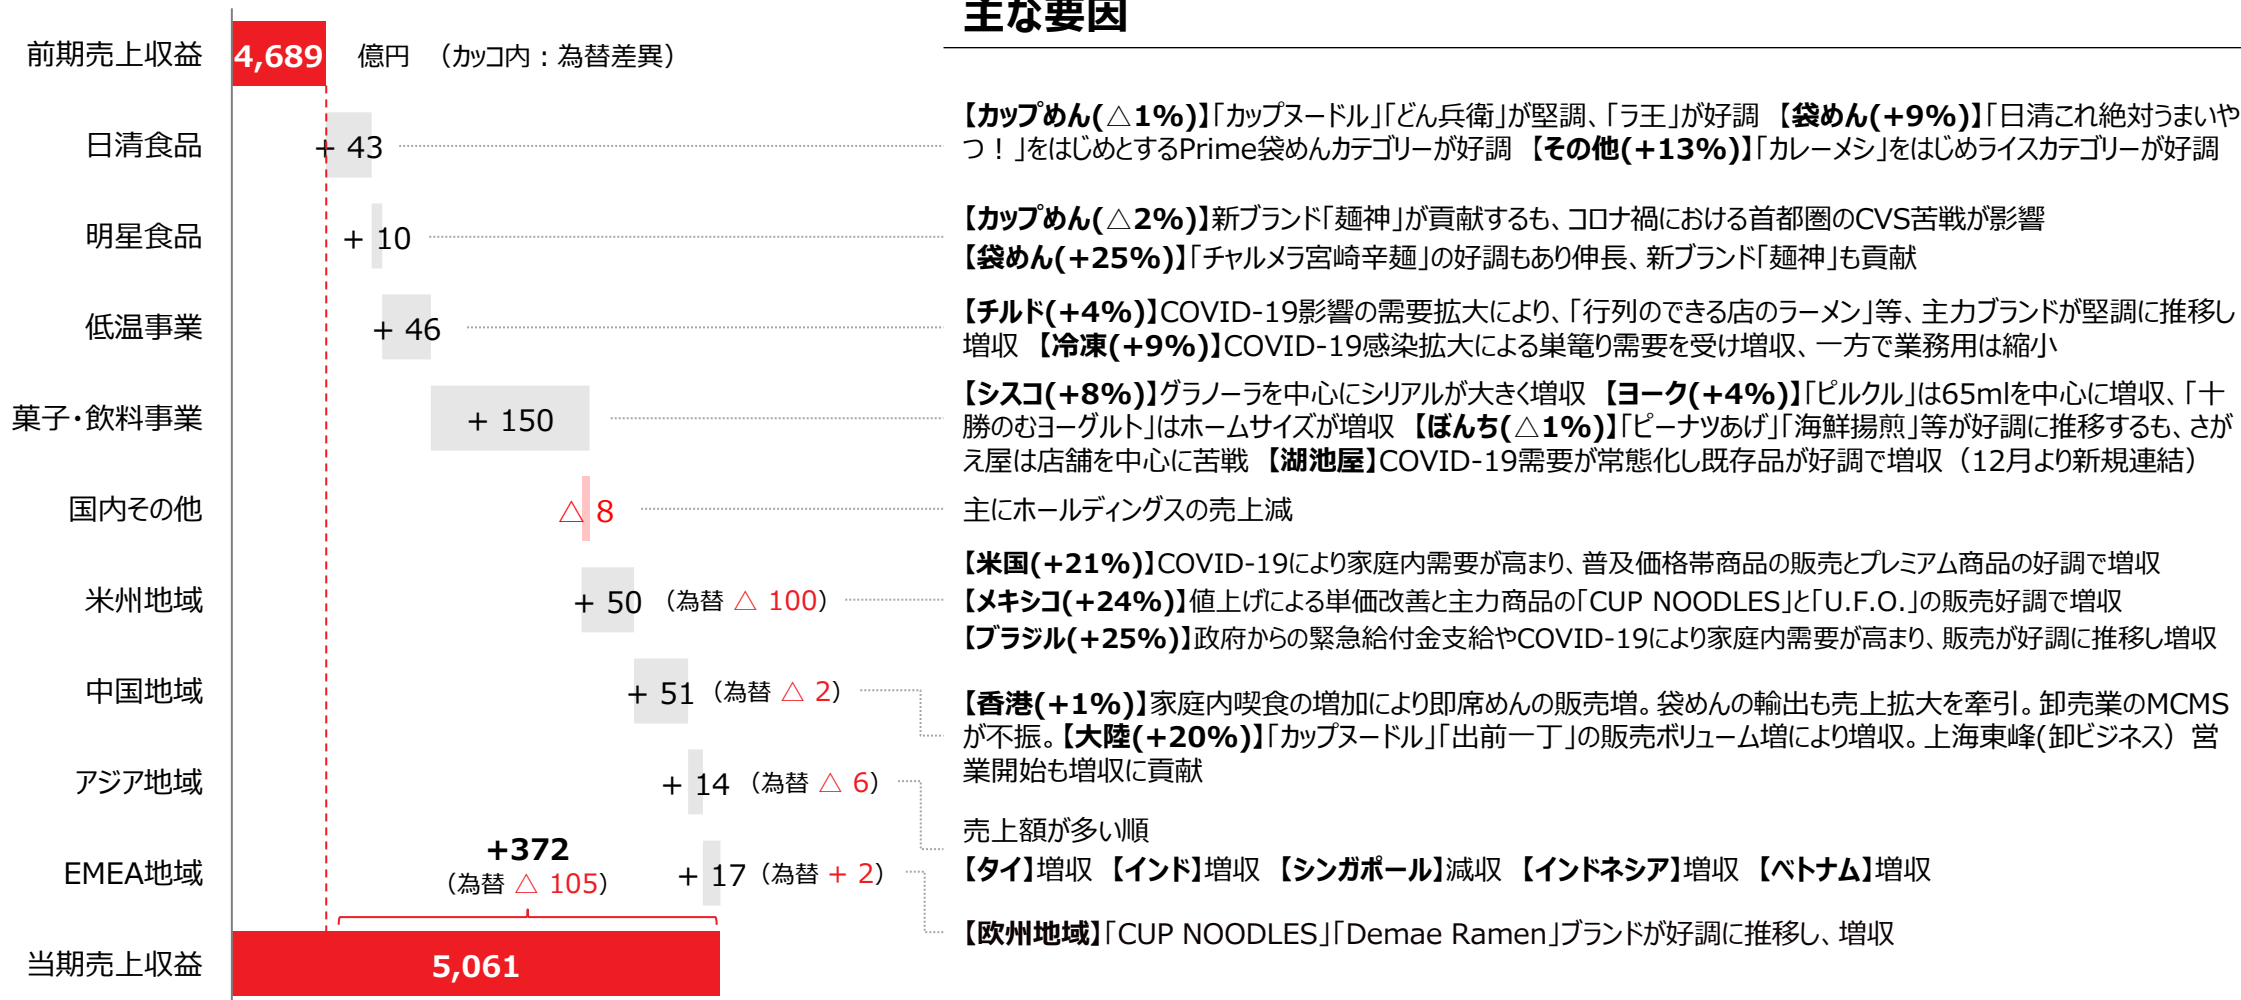 主な要因
前期売上収益 4,689 億円 （カッコ内：為替差異）
日清食品 + 43
【カップめん(△1%)】「カップヌードル」「どん兵衛」が堅調、「ラ王」が好調 【袋めん(+9%)】「日清これ絶対うまいや
つ！」をはじめとするPrime袋めんカテゴリーが好調 【その他(+13%)】「カレーメシ」をはじめライスカテゴリーが好調
明星食品 + 10
【カップめん(△2%)】新ブランド「麺神」が貢献するも、コロナ禍における首都圏のCVS苦戦が影響
【袋めん(+25%)】「チャルメラ宮崎辛麺」の好調もあり伸長、新ブランド「麺神」も貢献
低温事業 + 46
【チルド(+4%)】COVID-19影響の需要拡大により、「行列のできる店のラーメン」等、主力ブランドが堅調に推移し
増収 【冷凍(+9%)】COVID-19感染拡大による巣篭り需要を受け増収、一方で業務用は縮小
菓子・飲料事業 + 150
【シスコ(+8%)】グラノーラを中心にシリアルが大きく増収 【ヨーク(+4%)】「ピルクル」は65mlを中心に増収、「十
勝のむヨーグルト」はホームサイズが増収 【ぼんち(△1%)】「ピーナツあげ」「海鮮揚煎」等が好調に推移するも、さが
え屋は店舗を中心に苦戦 【湖池屋】COVID-19需要が常態化し既存品が好調で増収（12月より新規連結）
国内その他 △ 8
主にホールディングスの売上減
米州地域 + 50 （為替 △ 100）
【米国(+21%)】COVID-19により家庭内需要が高まり、普及価格帯商品の販売とプレミアム商品の好調で増収
【メキシコ(+24%)】値上げによる単価改善と主力商品の「CUP NOODLES」と「U.F.O.」の販売好調で増収
【ブラジル(+25%)】政府からの緊急給付金支給やCOVID-19により家庭内需要が高まり、販売が好調に推移し増収
中国地域 + 51 （為替 △ 2）
【香港(+1%)】家庭内喫食の増加により即席めんの販売増。袋めんの輸出も売上拡大を牽引。卸売業のMCMS
が不振。【大陸(+20%)】「カップヌードル」「出前一丁」の販売ボリューム増により増収。上海東峰(卸ビジネス）営
業開始も増収に貢献
アジア地域 + 14 （為替 △ 6）
売上額が多い順
【タイ】増収 【インド】増収 【シンガポール】減収 【インドネシア】増収 【ベトナム】増収
EMEA地域 + 17 （為替 + 2）
+372
（為替 △ 105）
【欧州地域】「CUP NOODLES」「Demae Ramen」ブランドが好調に推移し、増収
当期売上収益 5,061